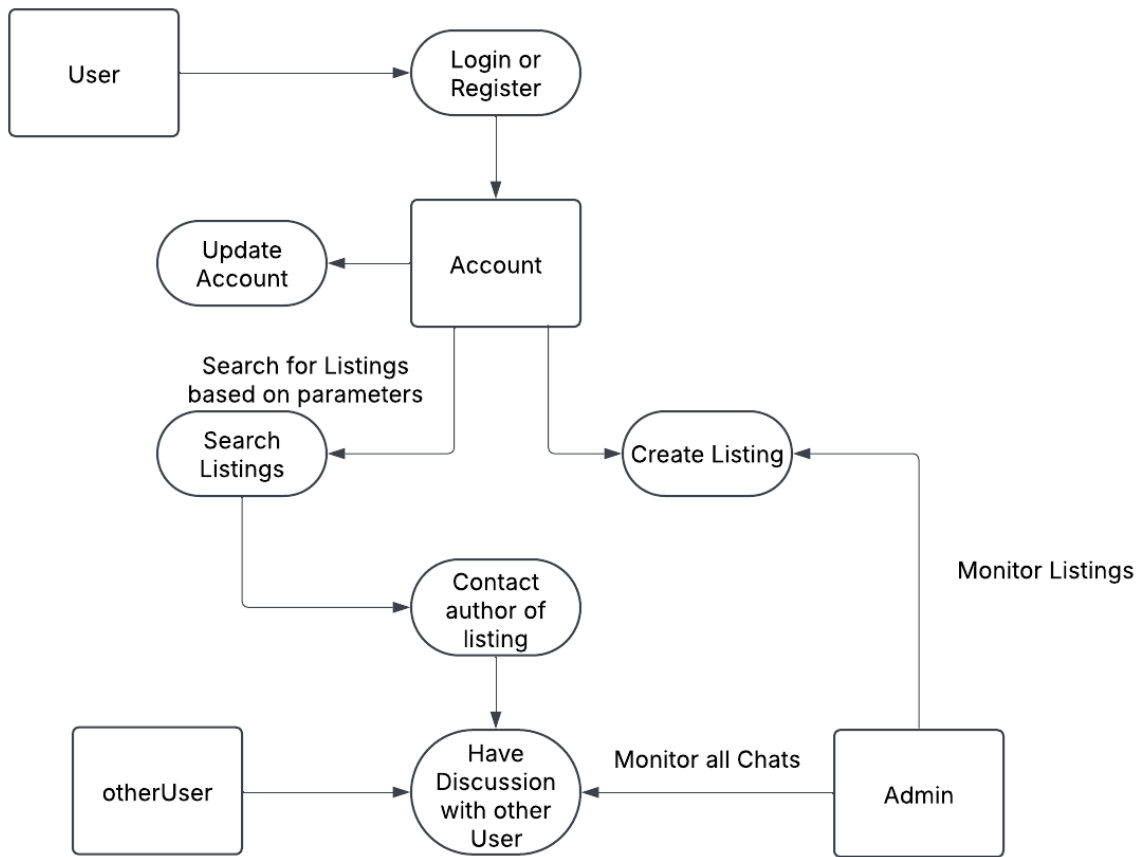 User
Login or
Register
Update
Account
Account
Search for Listings
based on parameters
Search
Listings
Create Listing
Monitor Listings
Contact
author of
listing
otherUser
Have
Discussion
with other
User
Monitor all Chats
Admin